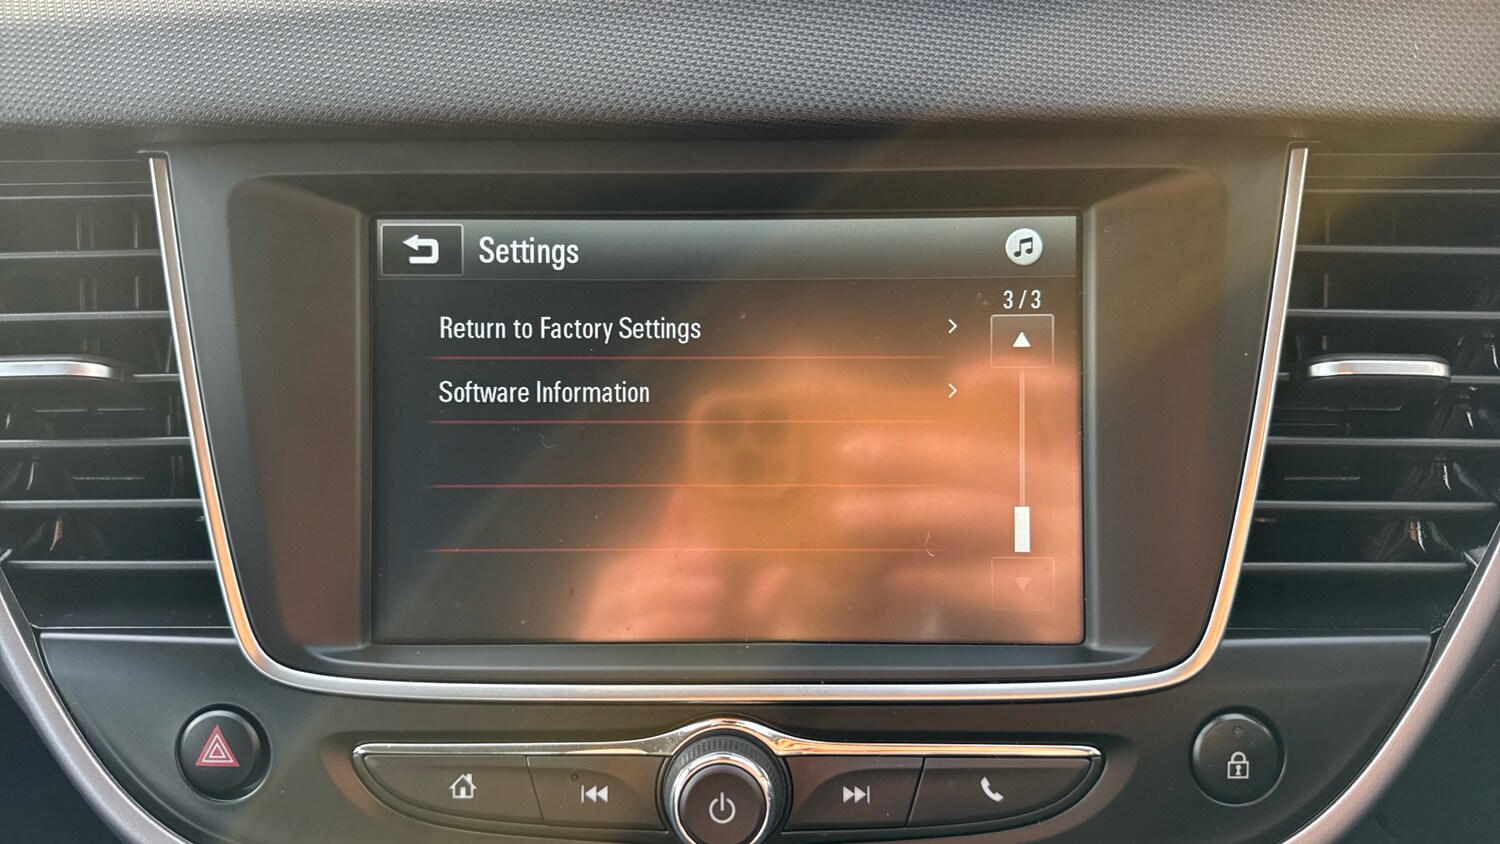 Settings
3/3
Return to Factory Settings
Software Information